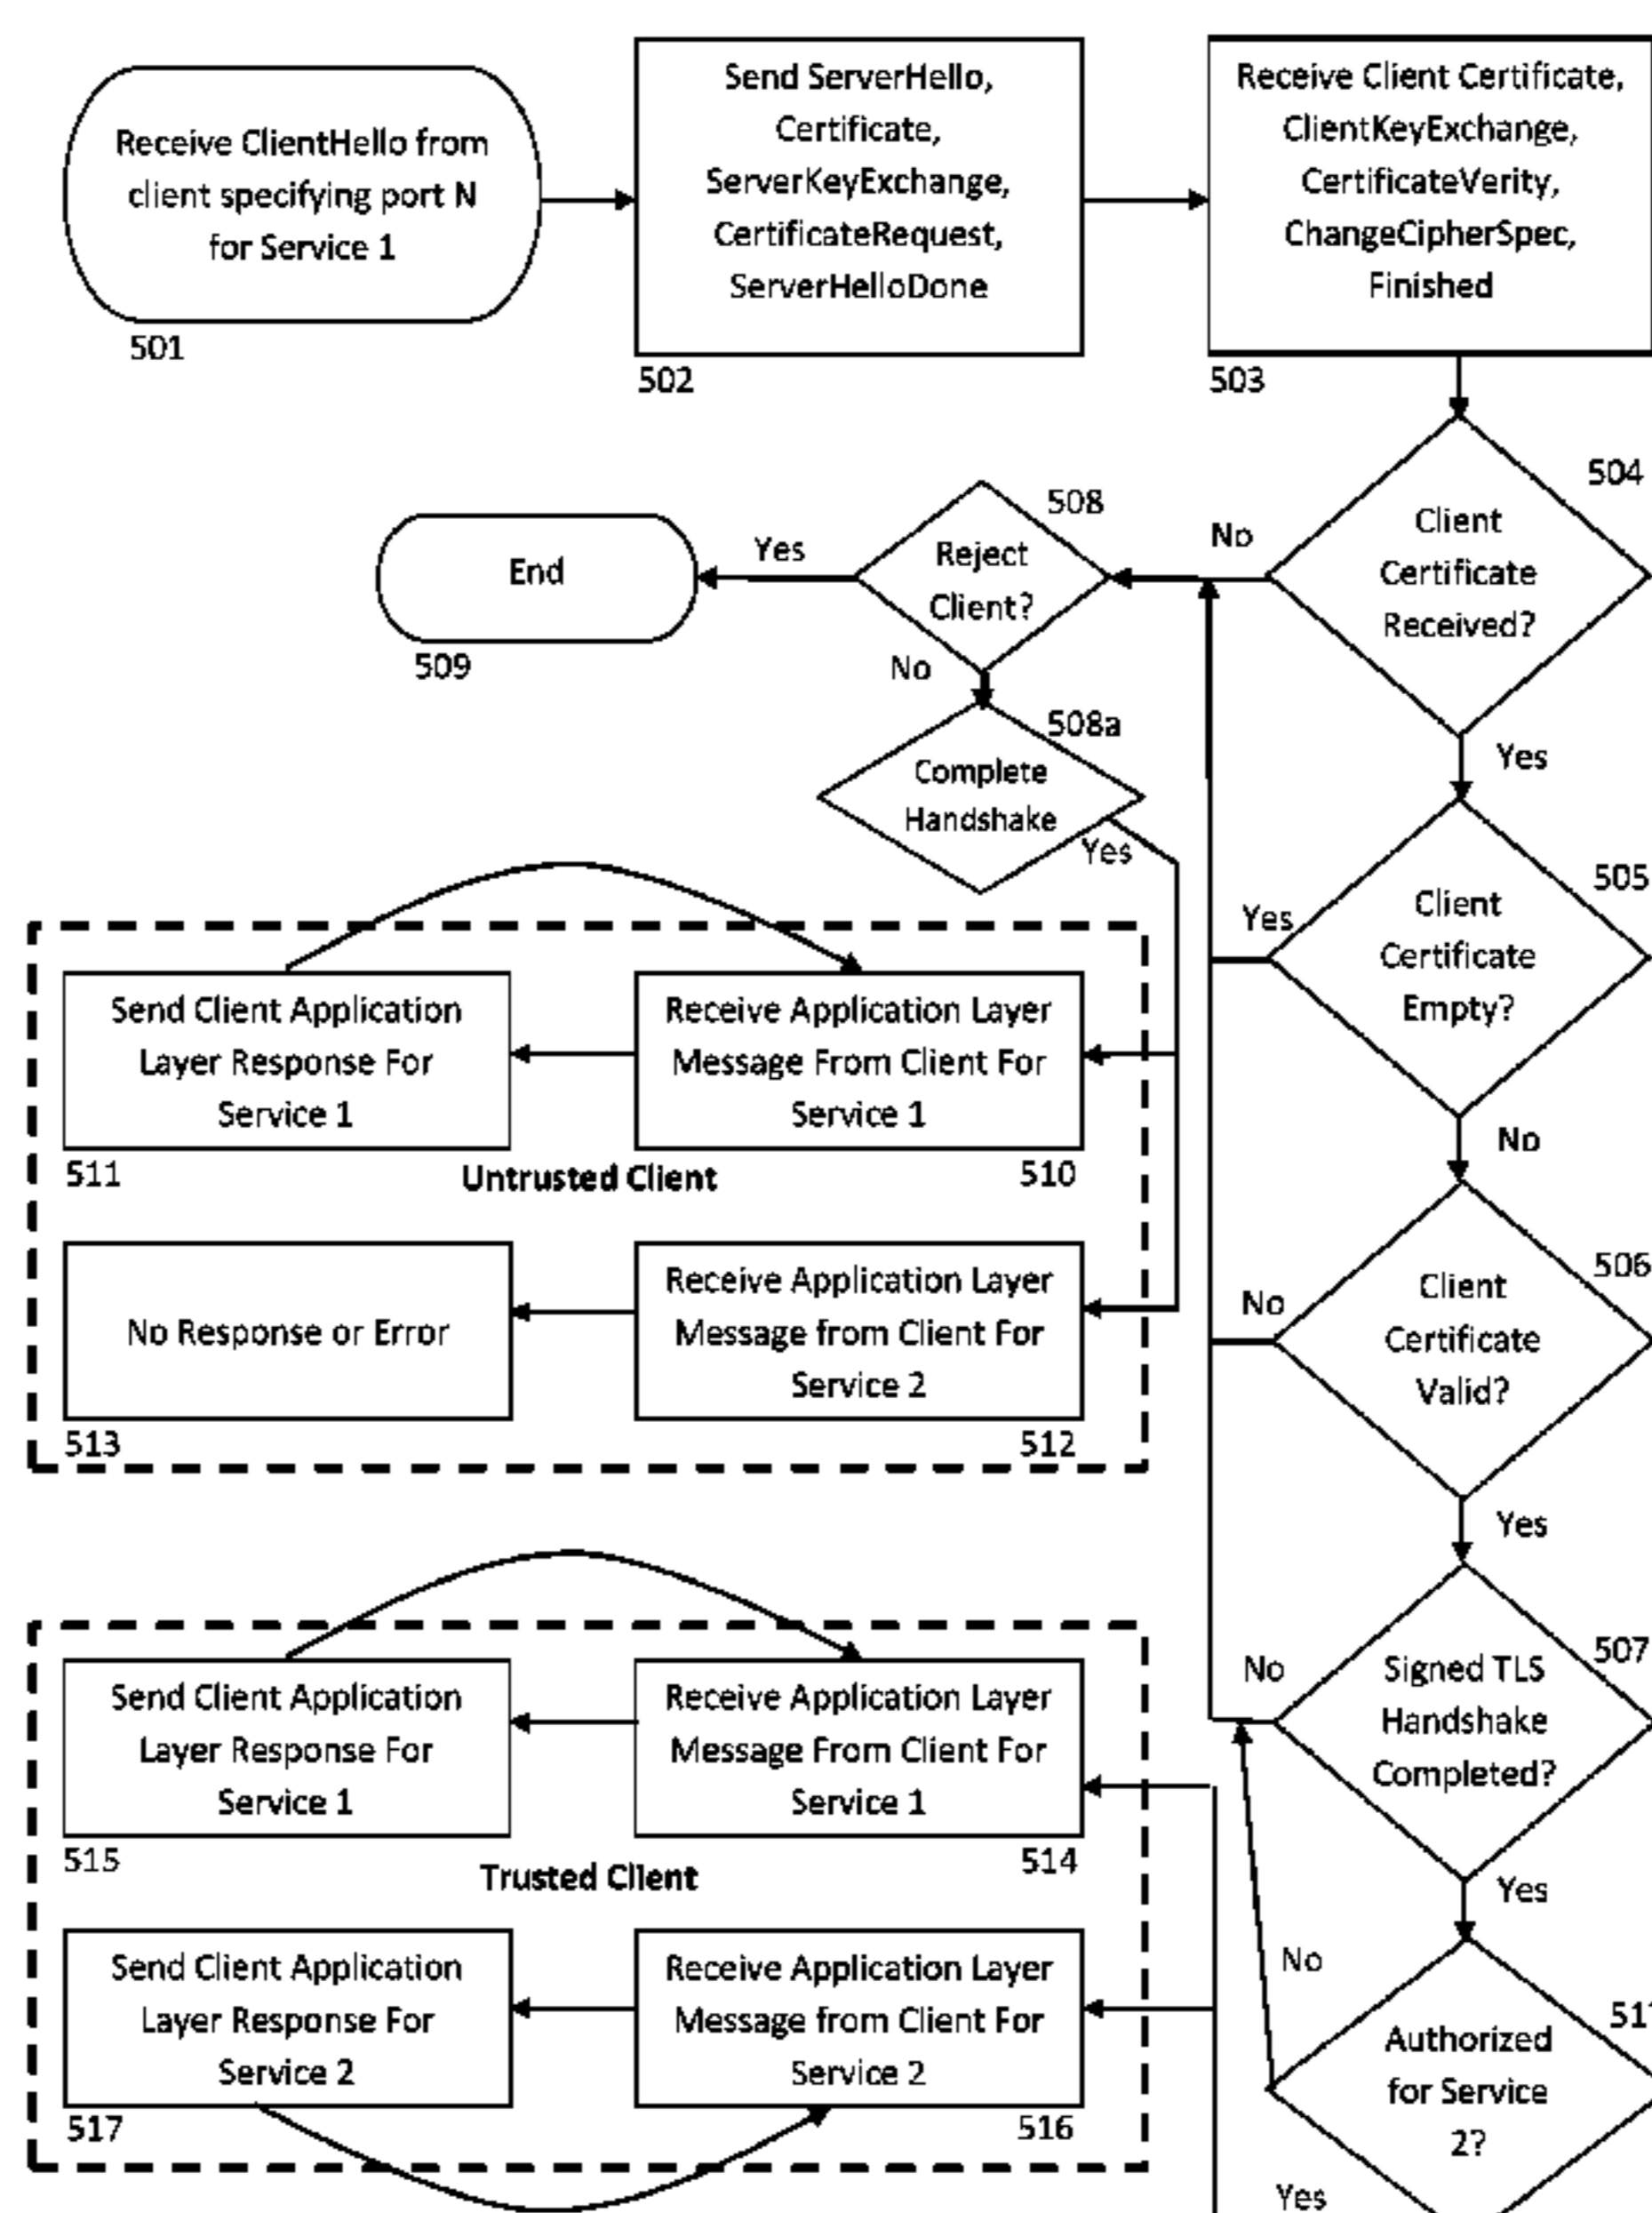 Receive ClientHello from
client specifying port N
for Service 1
501
Send ServerHello,
Certificate,
ServerKeyExchange,
CertificateRequest,
ServerHelloDone
502
Receive Client Certificate,
ClientKeyExchange,
CertificateVerity,
ChangeCipherSpec,
Finished
503
504
Client
Certificate
Received?
No
Yes
508
Reject
Client?
Yes
No
End
509
508a
Complete
Handshake
Yes
505
Client
Certificate
Empty?
Yes
No
Send Client Application
Layer Response For
Service 1
511
Receive Application Layer
Message From Client For
Service 1
510
Untrusted Client
No Response or Error
513
Receive Application Layer
Message from Client For
Service 2
512
506
Client
Certificate
Valid?
No
Yes
507
Signed TLS
Handshake
Completed?
No
Yes
Send Client Application
Layer Response For
Service 1
515
Receive Application Layer
Message From Client For
Service 1
514
Trusted Client
Send Client Application
Layer Response For
Service 2
517
Receive Application Layer
Message from Client For
Service 2
516
No
Authorized
for Service
2?
Yes